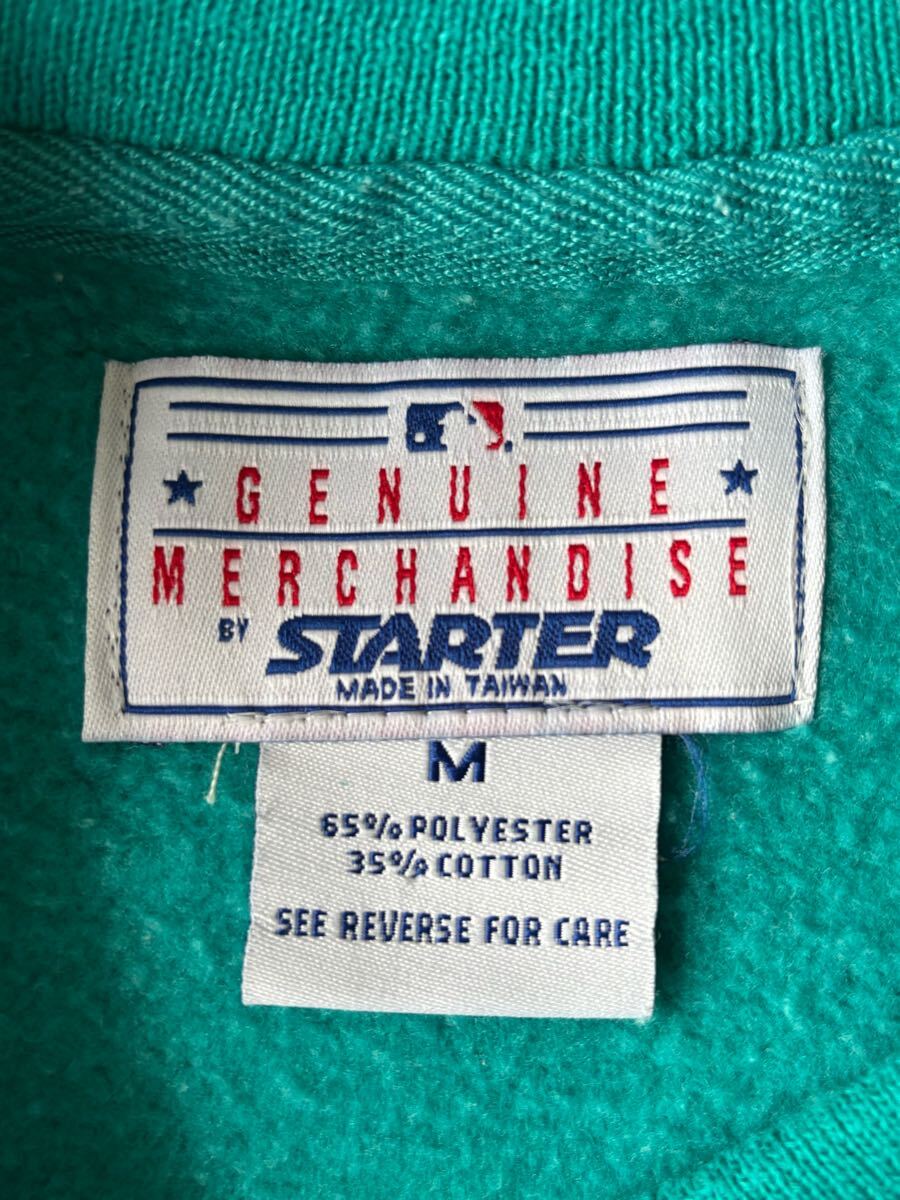 GENUINE
MERCHANDISE
BY STARTER
MADE IN TAIWAN
M
65% POLYESTER
35% COTTON
SEE REVERSE FOR CARE